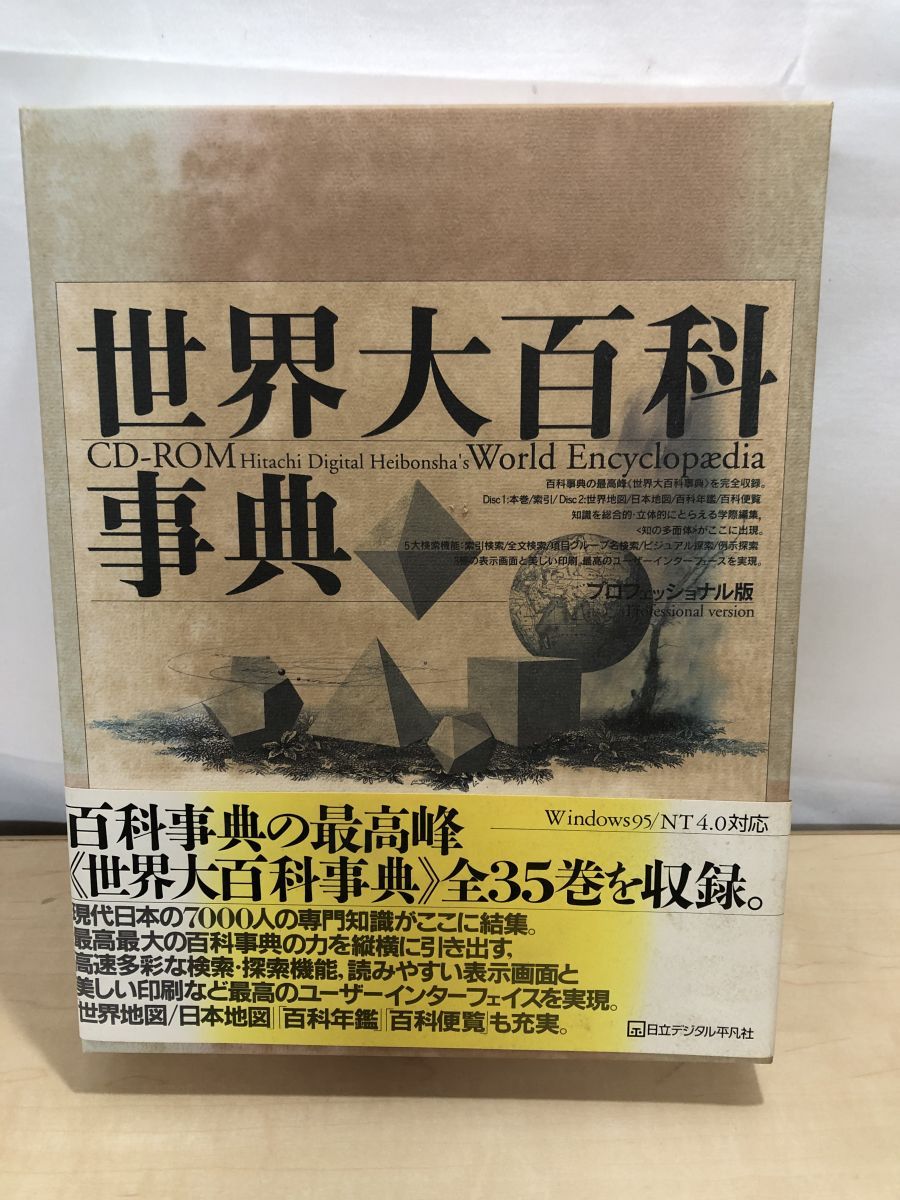 世界大百科
CD-ROM Hitachi Digital Heibonsha's World Encyclopædia
事典
百科事典の最高峰《世界大百科事典》を完全収録。
Disc 1:本巻/索引/Disc 2:世界地図/日本地図/百科年鑑/百科便覧
知識を総合的・立体的にとらえる学際編集、
<知の多面体>がここに出現。
5大検索機能:索引検索/全文検索/項目グループ名検索/ビジュアル探索/例示探索
の表示画面と美しい印刷。最高のユーザーインターフェースを実現。
プロフェッショナル版
Professional version
Windows95/NT 4.0対応
百科事典の最高峰
《世界大百科事典》全35巻を収録。
現代日本の7000人の専門知識がここに結集。
最高最大の百科事典の力を縦横に引き出す,
高速多彩な検索・探索機能,読みやすい表示画面と
美しい印刷など最高のユーザーインターフェイスを実現。
世界地図/日本地図「百科年鑑」「百科便覧」も充実。
日立デジタル平凡社